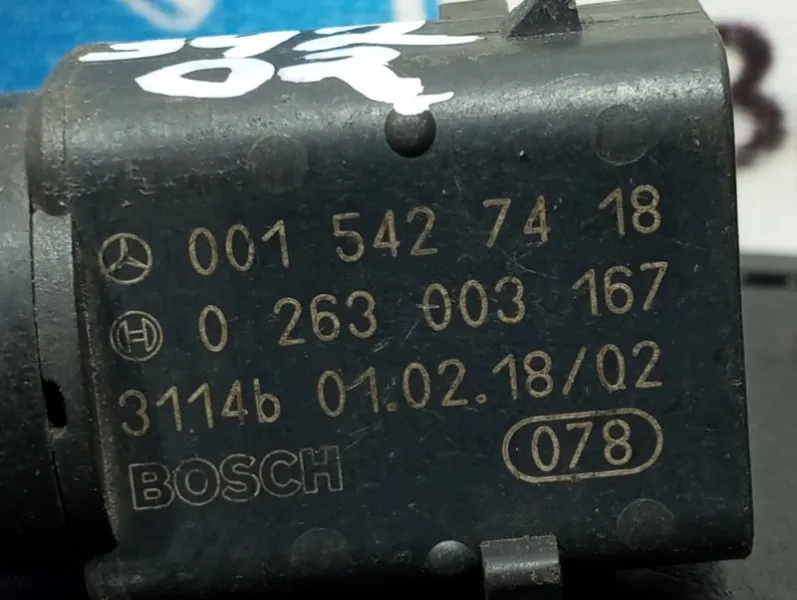 001 542 74 18
0 263 003 167
3114b 01.02.18/02
BOSCH 078